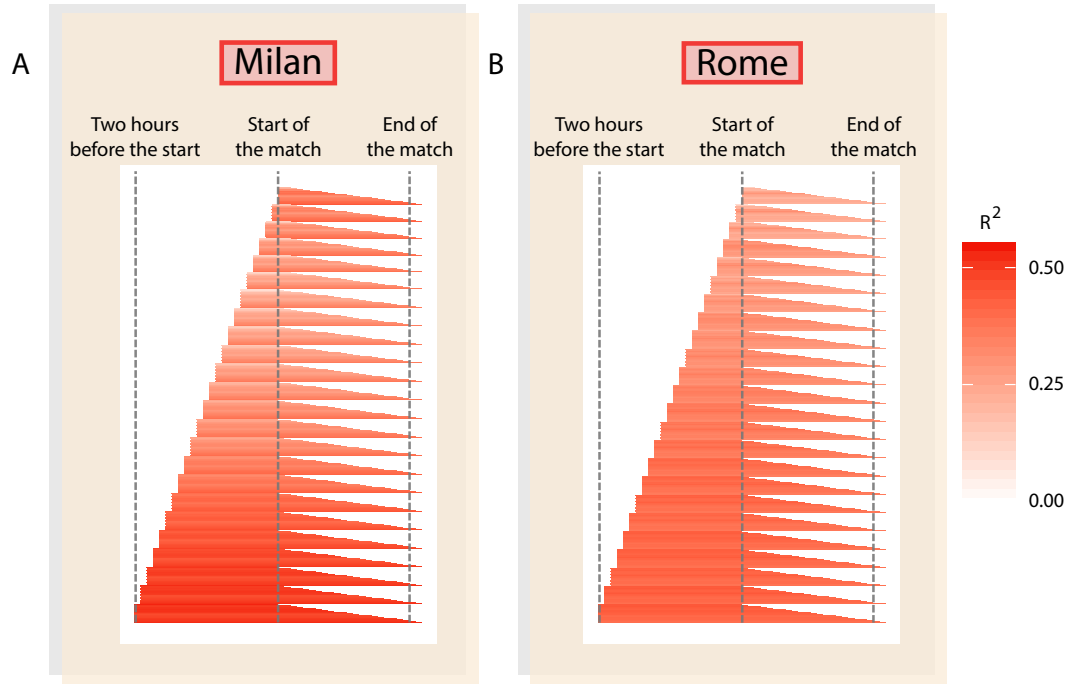 A
Milan
Two hours
before the start
Start of
the match
End of
the match
B
Rome
Two hours
before the start
Start of
the match
End of
the match
R²
0.50
0.25
0.00